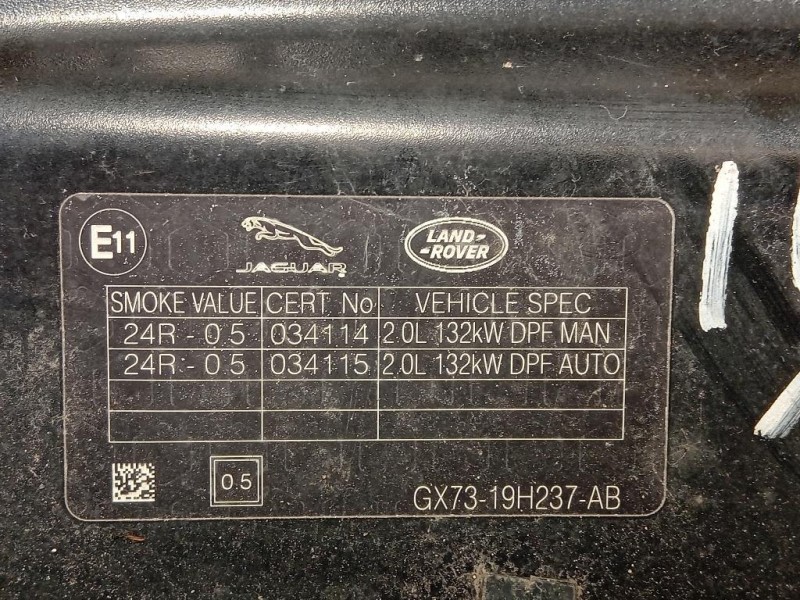 E11 JAGUAR LAND-ROVER
SMOKE VALUE CERT. No VEHICLE SPEC
24R - 0.5 034114 2.0L 132kW DPF MAN
24R - 0.5 034115 2.0L 132kW DPF AUTO
0.5 GX73-19H237-AB